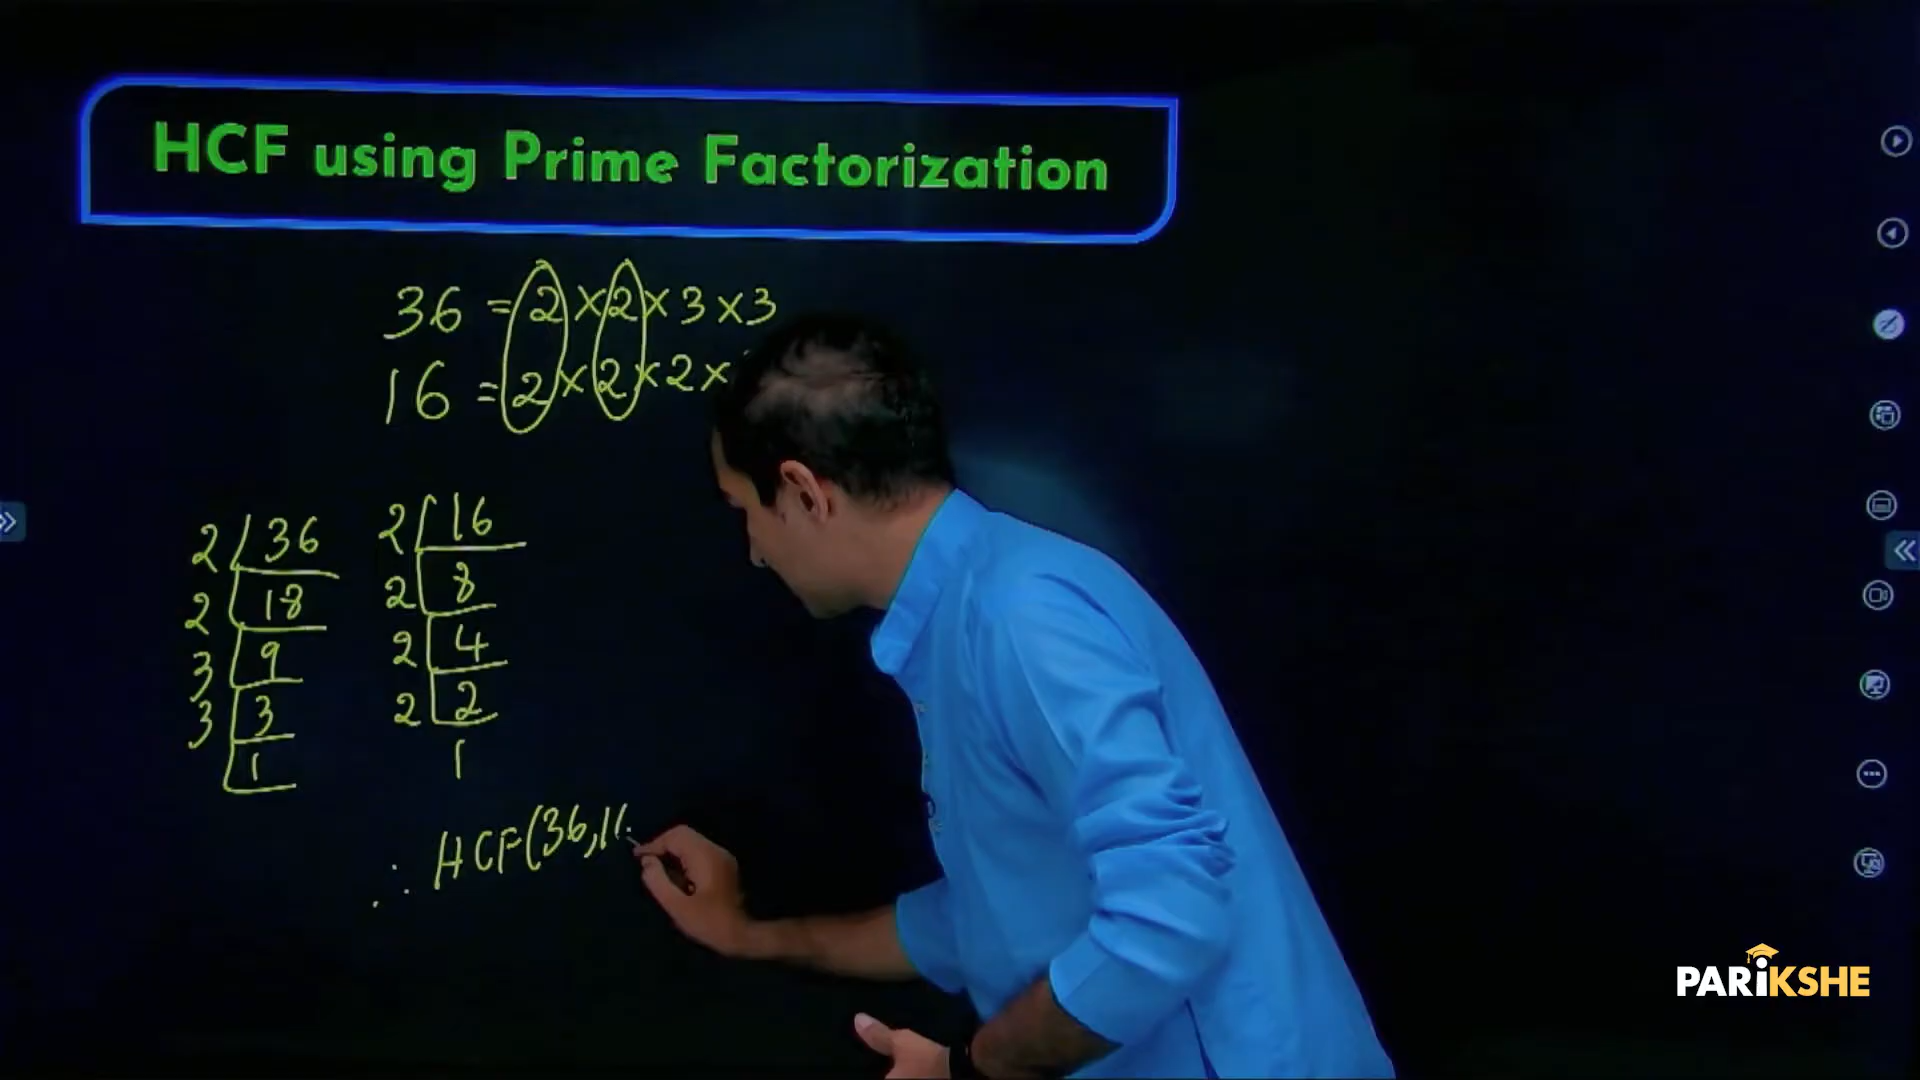 HCF using Prime Factorization
36 = 2 × 2 × 3 × 3
16 = 2 × 2 × 2 ×
2 36
2 18
3 9
3 3
1
2 16
2 8
2 4
2 2
1
∴ HCF(36,1
PARiKSHE